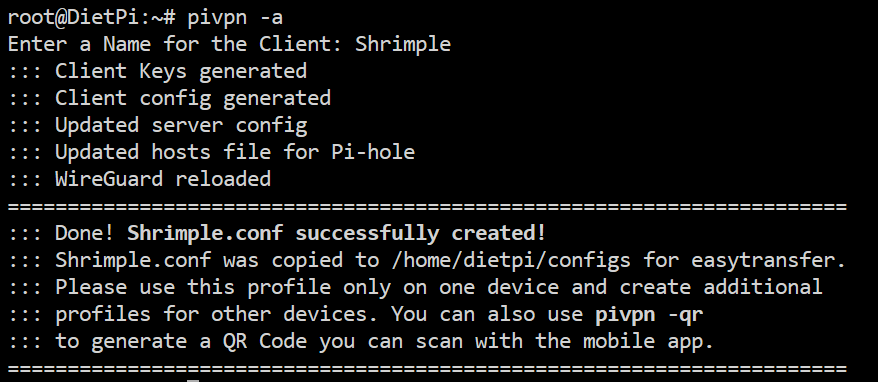 root@DietPi:~# pivpn -a
Enter a Name for the Client: Shrimple
::: Client Keys generated
::: Client config generated
::: Updated server config
::: Updated hosts file for Pi-hole
::: WireGuard reloaded
======================================================================
::: Done! Shrimple.conf successfully created!
::: Shrimple.conf was copied to /home/dietpi/configs for easytransfer.
::: Please use this profile only on one device and create additional
::: profiles for other devices. You can also use pivpn -qr
::: to generate a QR Code you can scan with the mobile app.
======================================================================